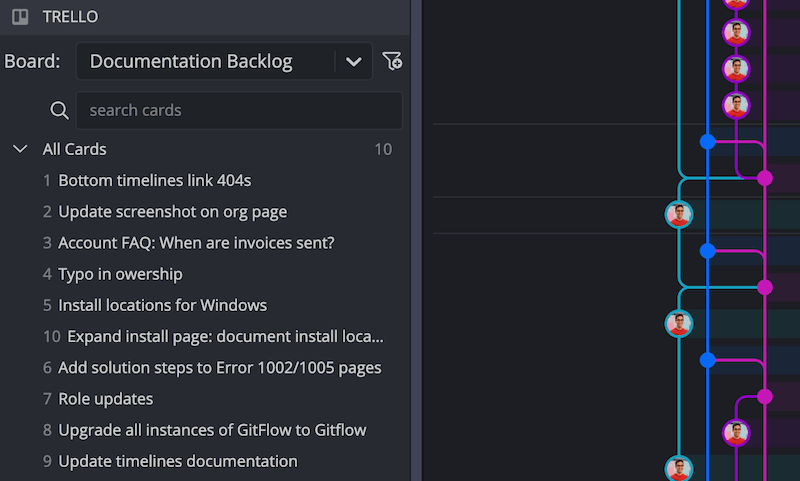 TRELLO
Board: Documentation Backlog
search cards
All Cards 10
1 Bottom timelines link 404s
2 Update screenshot on org page
3 Account FAQ: When are invoices sent?
4 Typo in owership
5 Install locations for Windows
10 Expand install page: document install loca...
6 Add solution steps to Error 1002/1005 pages
7 Role updates
8 Upgrade all instances of GitFlow to Gitflow
9 Update timelines documentation